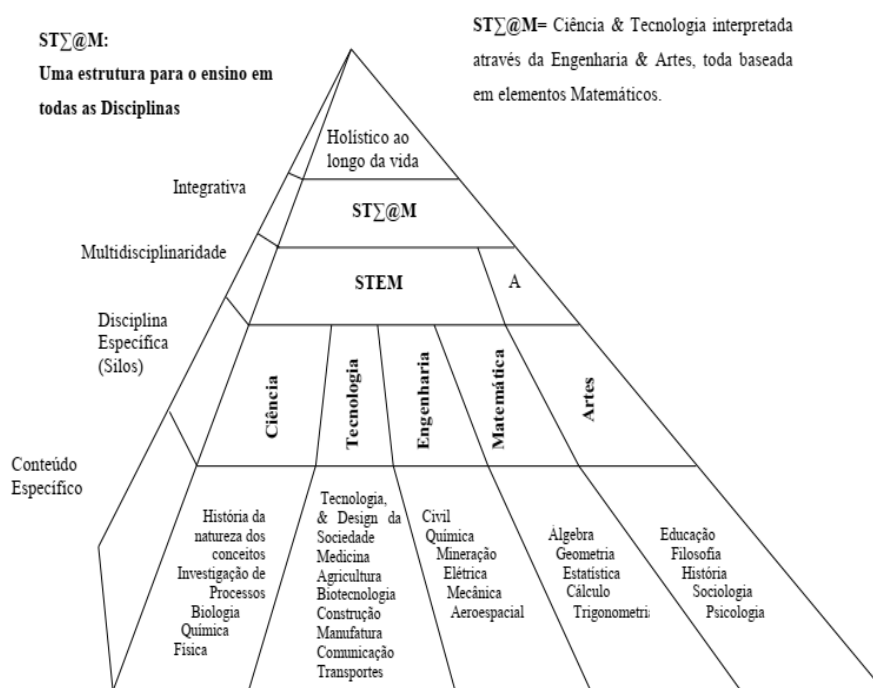 ST∑@M:
Uma estrutura para o ensino em
todas as Disciplinas
ST∑@M= Ciência & Tecnologia interpretada
através da Engenharia & Artes, toda baseada
em elementos Matemáticos.
Holístico ao
longo da vida
Integrativa
ST∑@M
Multidisciplinaridade
STEM
A
Disciplina
Específica
(Silos)
Ciência
Tecnologia
Engenharia
Matemática
Artes
Conteúdo
Específico
História da
natureza dos
conceitos
Investigação de
Processos
Biologia
Química
Física
Tecnologia,
& Design da
Sociedade
Medicina
Agricultura
Biotecnologia
Construção
Manufatura
Comunicação
Transportes
Civil
Química
Mineração
Elétrica
Mecânica
Aeroespacial
Álgebra
Geometria
Estatística
Cálculo
Trigonometri
Educação
Filosofia
História
Sociologia
Psicologia